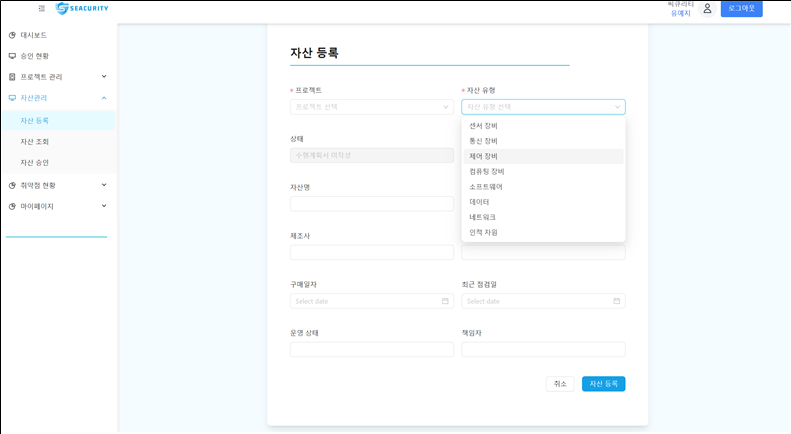 SEACURITY
씨큐리티
유예지
로그아웃
대시보드
승인 현황
프로젝트 관리
자산관리
자산 등록
자산 조회
자산 승인
취약점 현황
마이페이지
자산 등록
* 프로젝트
* 자산 유형
프로젝트 선택
자산 유형 선택
센서 장비
통신 장비
제어 장비
컴퓨팅 장비
소프트웨어
데이터
네트워크
인적 자원
상태
수행계획서 미작성
자산명
제조사
구매일자
최근 점검일
Select date
Select date
운영 상태
책임자
취소
자산 등록